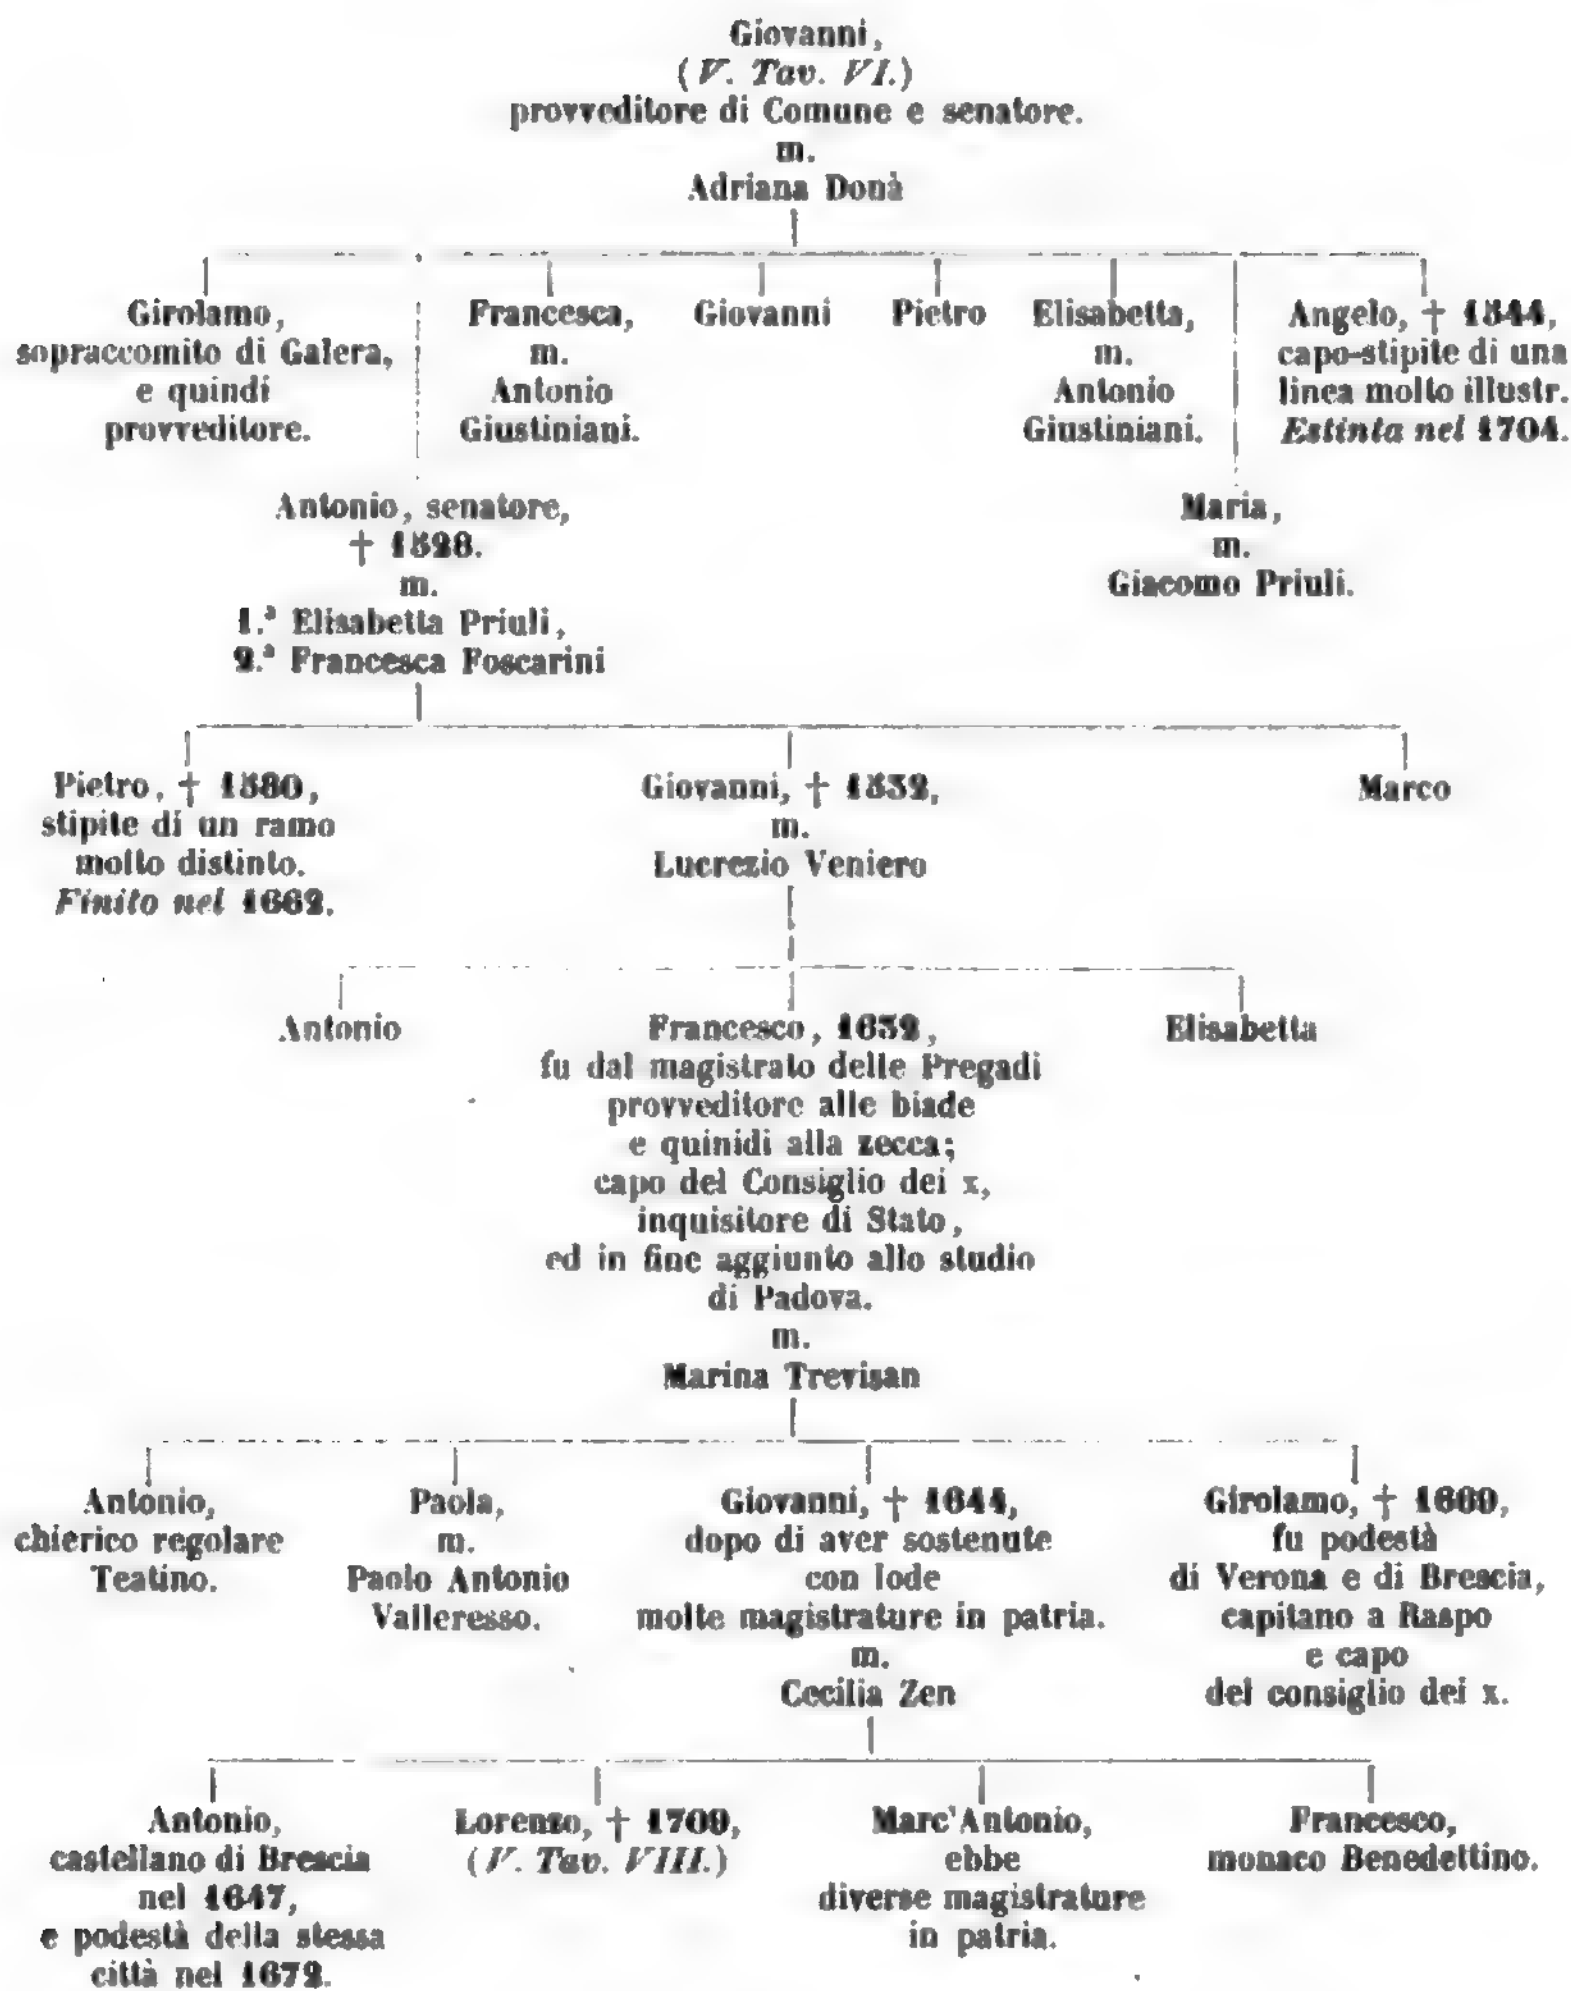 Giovanni,
(V. Tav. VI.)
provveditore di Comune e senatore.
m.
Adriana Donà
Girolamo,
sopraccomito di Galera,
e quindi
provveditore.
Francesca,
m.
Antonio
Giustiniani.
Giovanni
Pietro
Elisabetta,
m.
Antonio
Giustiniani.
Angelo, † 1544,
capo-stipite di una
linea molto illustr.
Estinta nel 1704.
Antonio, senatore,
† 1528.
m.
1.ª Elisabetta Priuli,
2.ª Francesca Foscarini
Maria,
m.
Giacomo Priuli.
Pietro, † 1580,
stipite di un ramo
molto distinto.
Finito nel 1662.
Giovanni, † 1552,
m.
Lucrezio Veniero
Marco
Antonio
Francesco, 1652,
fu dal magistrato delle Pregadi
provveditore alle biade
e quinidi alla zecca;
capo del Consiglio dei x,
inquisitore di Stato,
ed in fine aggiunto allo studio
di Padova.
m.
Marina Trevisan
Elisabetta
Antonio,
chierico regolare
Teatino.
Paola,
m.
Paolo Antonio
Valleresso.
Giovanni, † 1644,
dopo di aver sostenute
con lode
molte magistrature in patria.
m.
Cecilia Zen
Girolamo, † 1660,
fu podestà
di Verona e di Brescia,
capitano a Raspo
e capo
del consiglio dei x.
Antonio,
castellano di Brescia
nel 1647,
e podestà della stessa
città nel 1672.
Lorenzo, † 1700,
(V. Tav. VIII.)
Marc'Antonio,
ebbe
diverse magistrature
in patria.
Francesco,
monaco Benedettino.